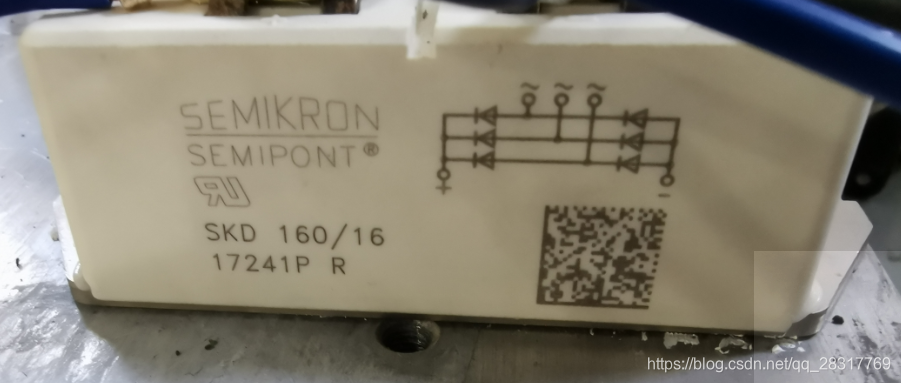 SEMIKRON
SEMIPONT®
SKD 160/16
17241P R
~ ~ ~
+ -
https://blog.csdn.net/qq_28317769